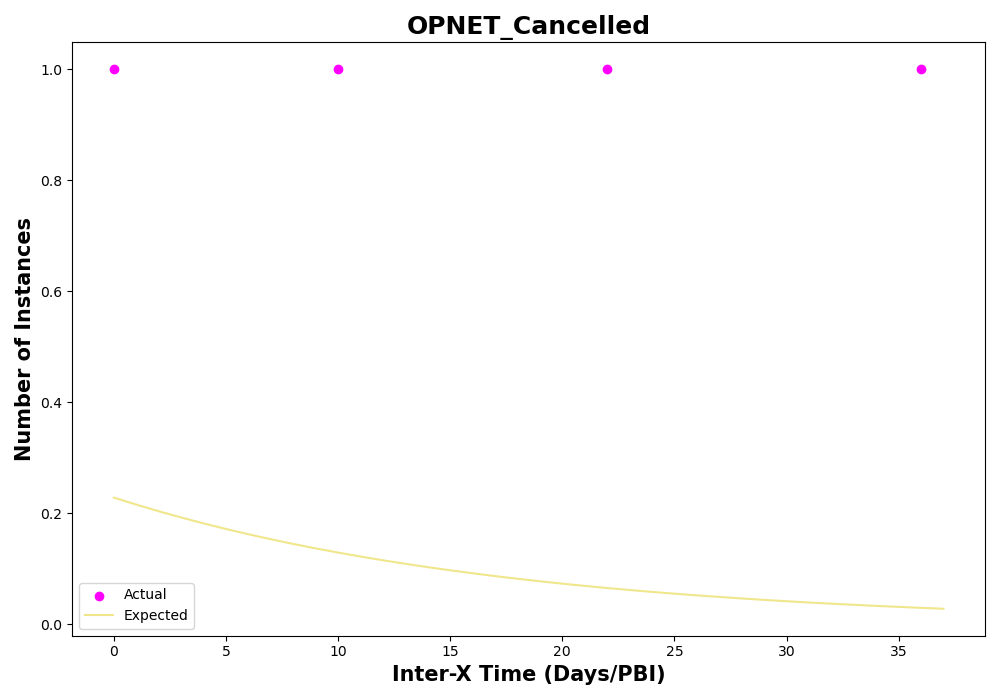 OPNET_Cancelled
Number of Instances
1.0
0.8
0.6
0.4
0.2
0.0
Actual
Expected
0 5 10 15 20 25 30 35
Inter-X Time (Days/PBI)